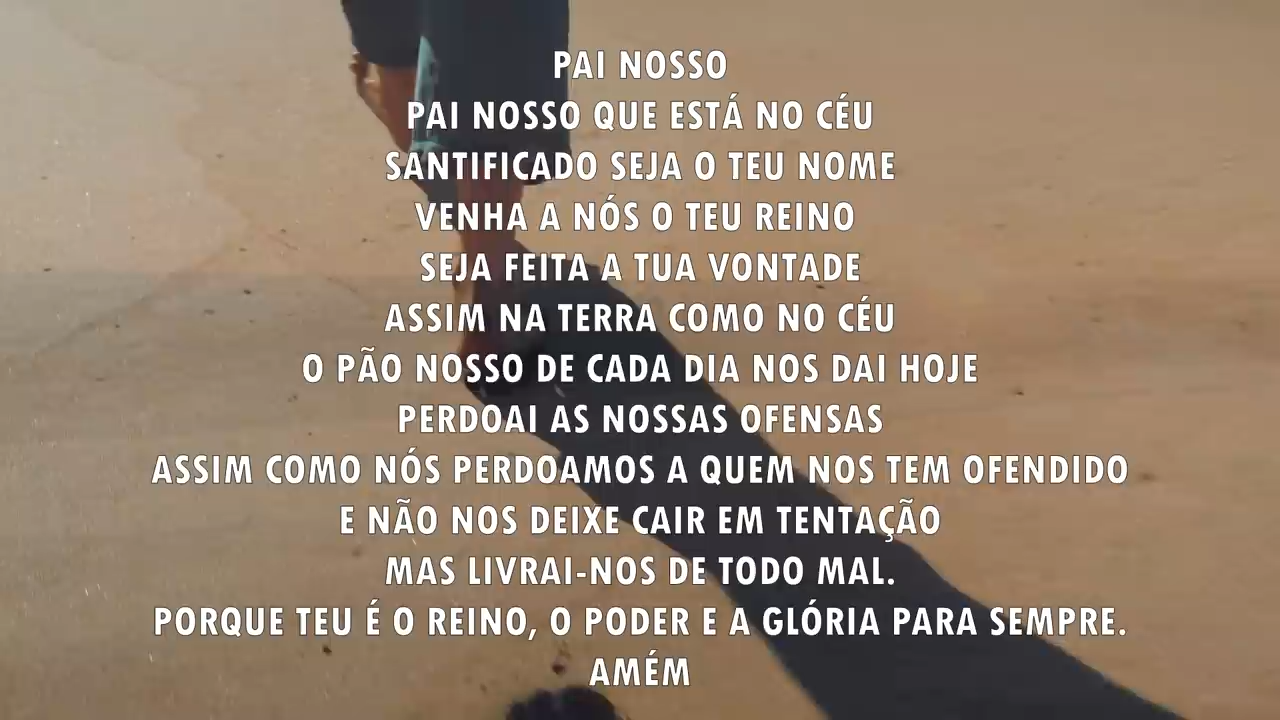 PAI NOSSO
PAI NOSSO QUE ESTÁ NO CÉU
SANTIFICADO SEJA O TEU NOME
VENHA A NÓS O TEU REINO
SEJA FEITA A TUA VONTADE
ASSIM NA TERRA COMO NO CÉU
O PÃO NOSSO DE CADA DIA NOS DAI HOJE
PERDOAI AS NOSSAS OFENSAS
ASSIM COMO NÓS PERDOAMOS A QUEM NOS TEM OFENDIDO
E NÃO NOS DEIXE CAIR EM TENTAÇÃO
MAS LIVRAI-NOS DE TODO MAL.
PORQUE TEU É O REINO, O PODER E A GLÓRIA PARA SEMPRE.
AMÉM